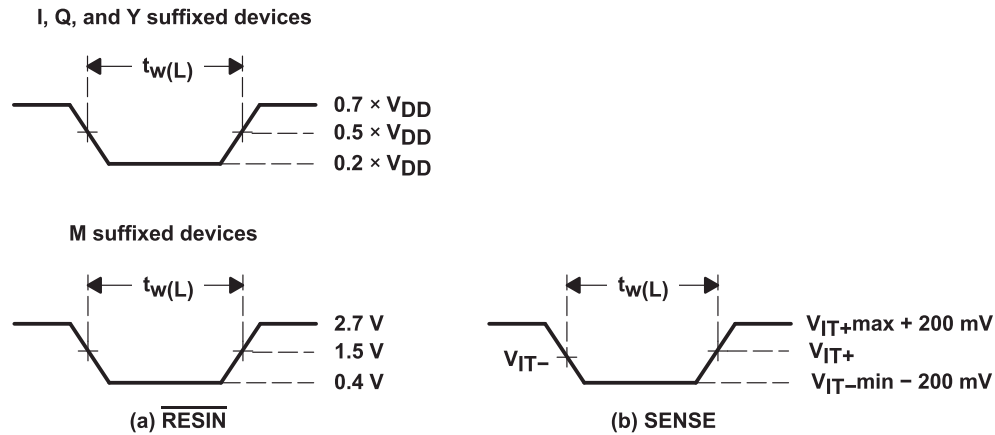 I, Q, and Y suffixed devices
tw(L)
0.7 × VDD
0.5 × VDD
0.2 × VDD
M suffixed devices
tw(L)
2.7 V
1.5 V
0.4 V
(a) RESIN
tw(L)
VIT−
VIT+max + 200 mV
VIT+
VIT−min − 200 mV
(b) SENSE